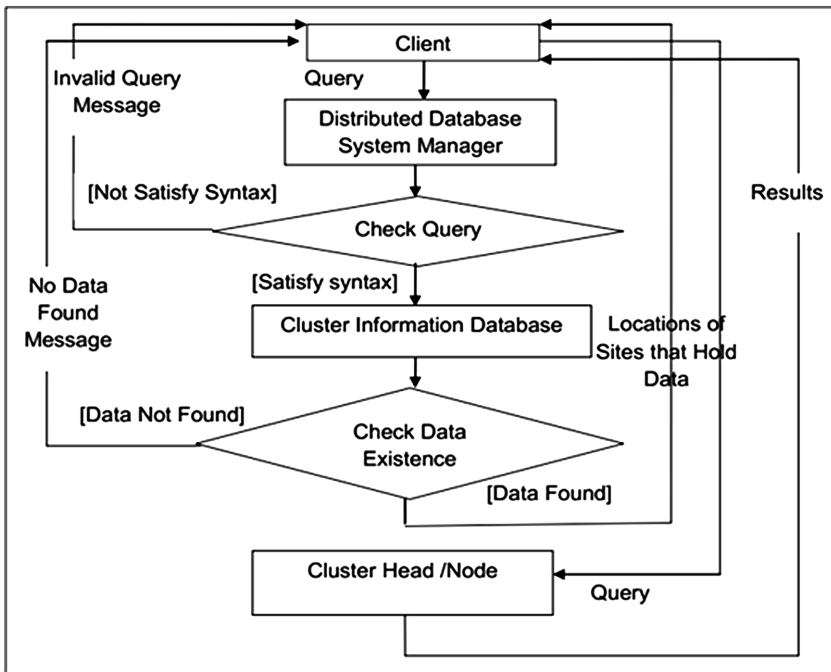 Client
Invalid Query
Message
Query
Distributed Database
System Manager
[Not Satisfy Syntax]
Results
Check Query
[Satisfy syntax]
No Data
Found
Message
Cluster Information Database
Locations of
Sites that Hold
Data
[Data Not Found]
Check Data
Existence
[Data Found]
Cluster Head /Node
Query